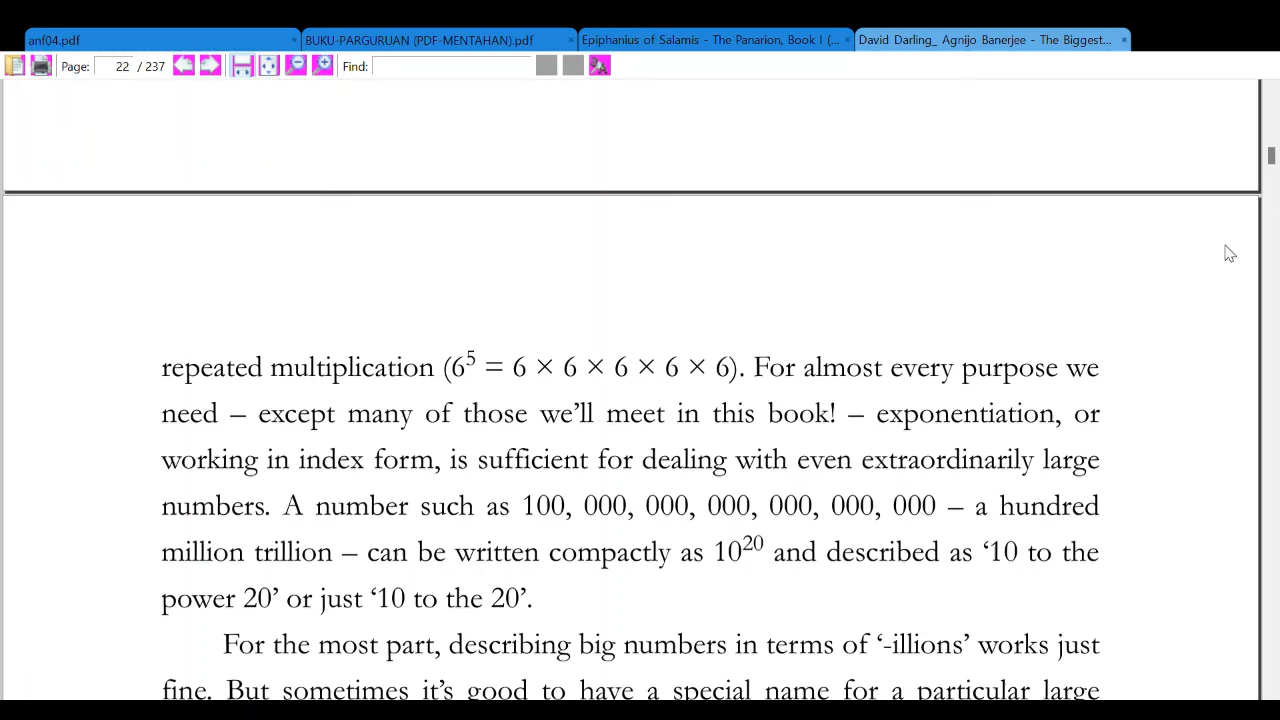 anf04.pdf × BUKU-PARGURUAN (PDF-MENTAHAN).pdf × Epiphanius of Salamis - The Panarion, Book I (... × David Darling_ Agnijo Banerjee - The Biggest... ×
Page: 22 / 237 Find:
repeated multiplication (6⁵ = 6 × 6 × 6 × 6 × 6). For almost every purpose we
need – except many of those we’ll meet in this book! – exponentiation, or
working in index form, is sufficient for dealing with even extraordinarily large
numbers. A number such as 100, 000, 000, 000, 000, 000, 000 – a hundred
million trillion – can be written compactly as 10²⁰ and described as ‘10 to the
power 20’ or just ‘10 to the 20’.
For the most part, describing big numbers in terms of ‘-illions’ works just
fine. But sometimes it’s good to have a special name for a particular large